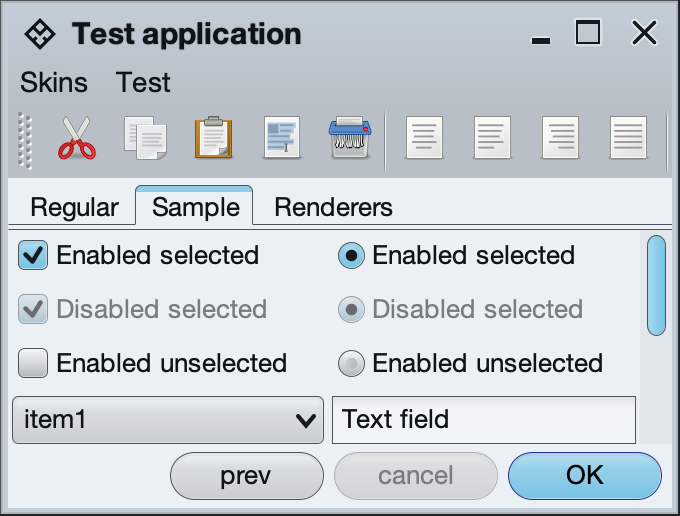 Test application
Skins Test
Regular Sample Renderers
Enabled selected Enabled selected
Disabled selected Disabled selected
Enabled unselected Enabled unselected
item1 Text field
prev cancel OK